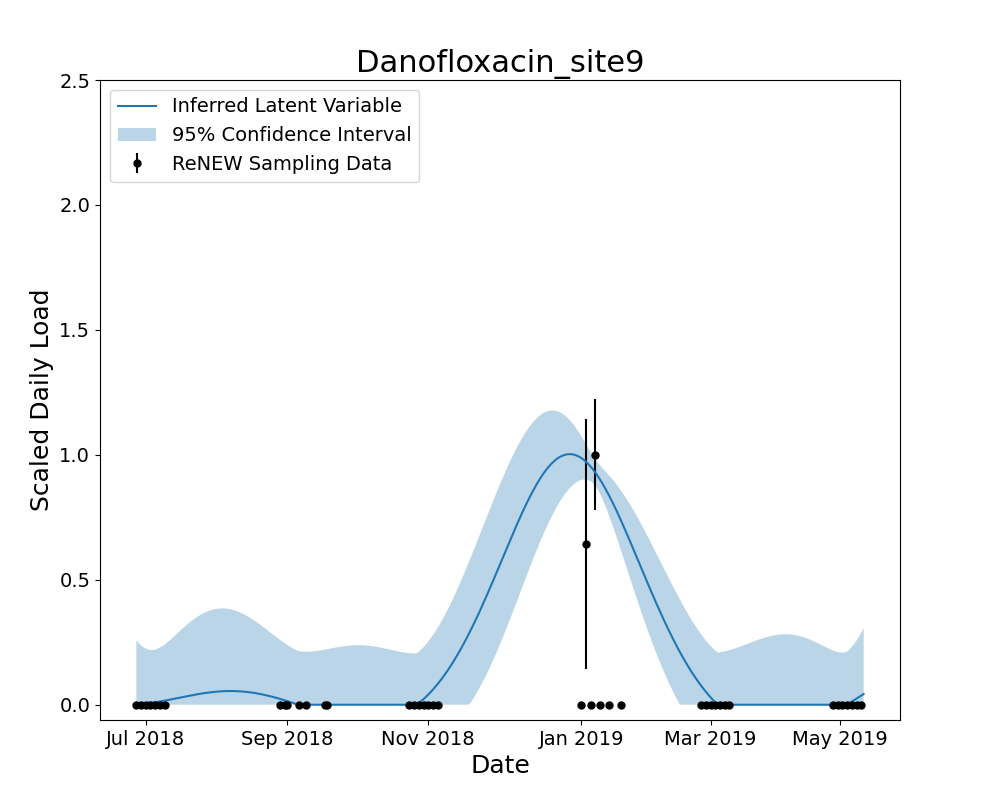 Danofloxacin_site9
2.5
Inferred Latent Variable
95% Confidence Interval
ReNEW Sampling Data
2.0
1.5
1.0
0.5
0.0
Scaled Daily Load
Jul 2018 Sep 2018 Nov 2018 Jan 2019 Mar 2019 May 2019
Date